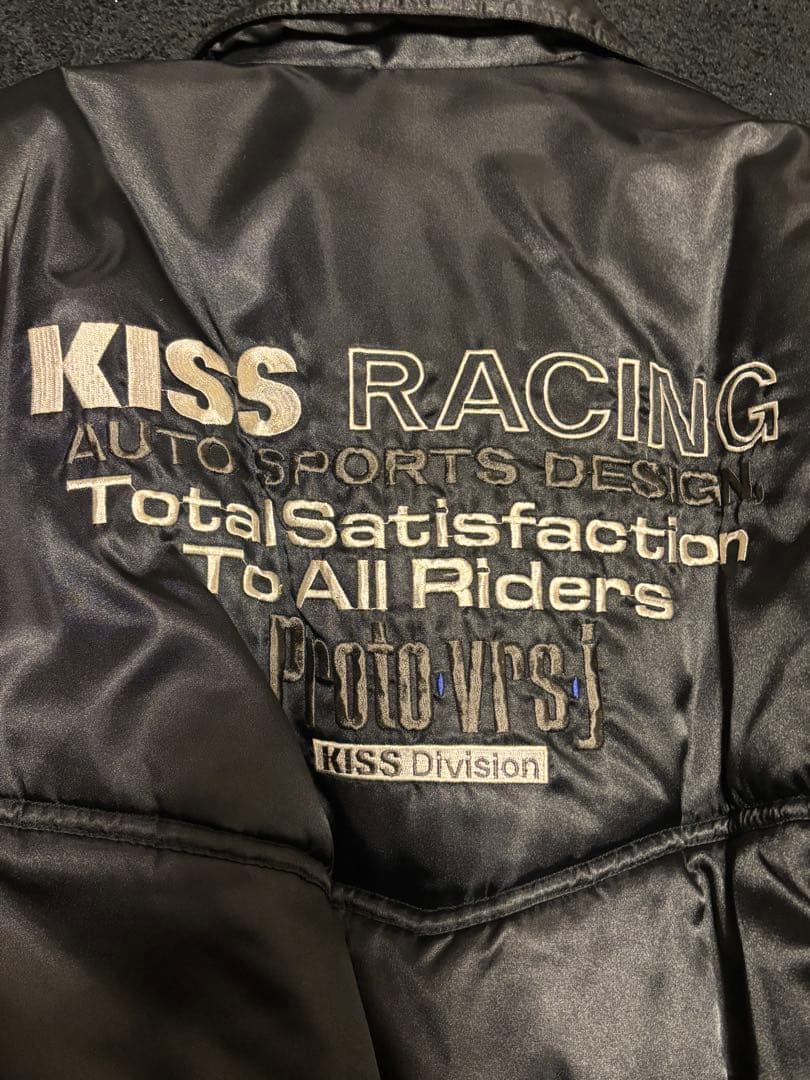 KISS RACING
AUTO SPORTS DESIGN.
Total Satisfaction
To All Riders
Proto·vrs·j
KISS Division